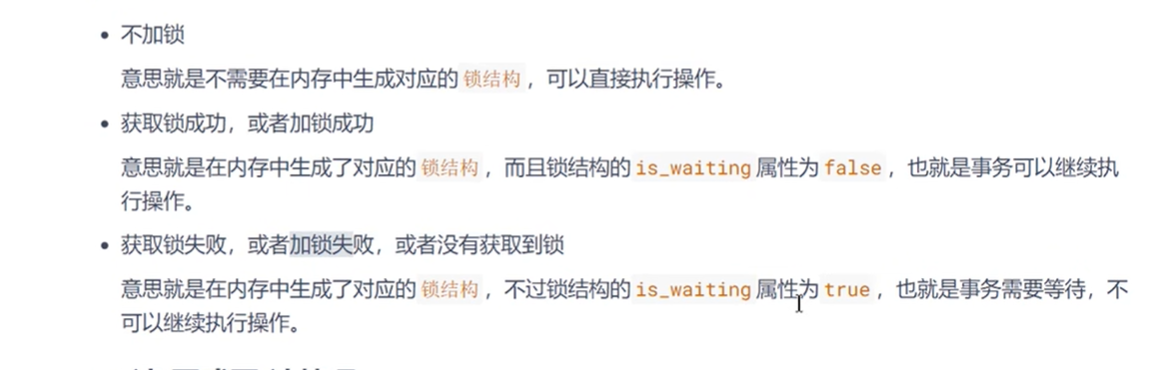 不加锁
意思就是不需要在内存中生成对应的 锁结构 ，可以直接执行操作。
获取锁成功，或者加锁成功
意思就是在内存中生成了对应的 锁结构 ，而且锁结构的 is_waiting 属性为 false ，也就是事务可以继续执
行操作。
获取锁失败，或者加锁失败，或者没有获取到锁
意思就是在内存中生成了对应的 锁结构 ，不过锁结构的 is_waiting 属性为 true ，也就是事务需要等待，不
可以继续执行操作。